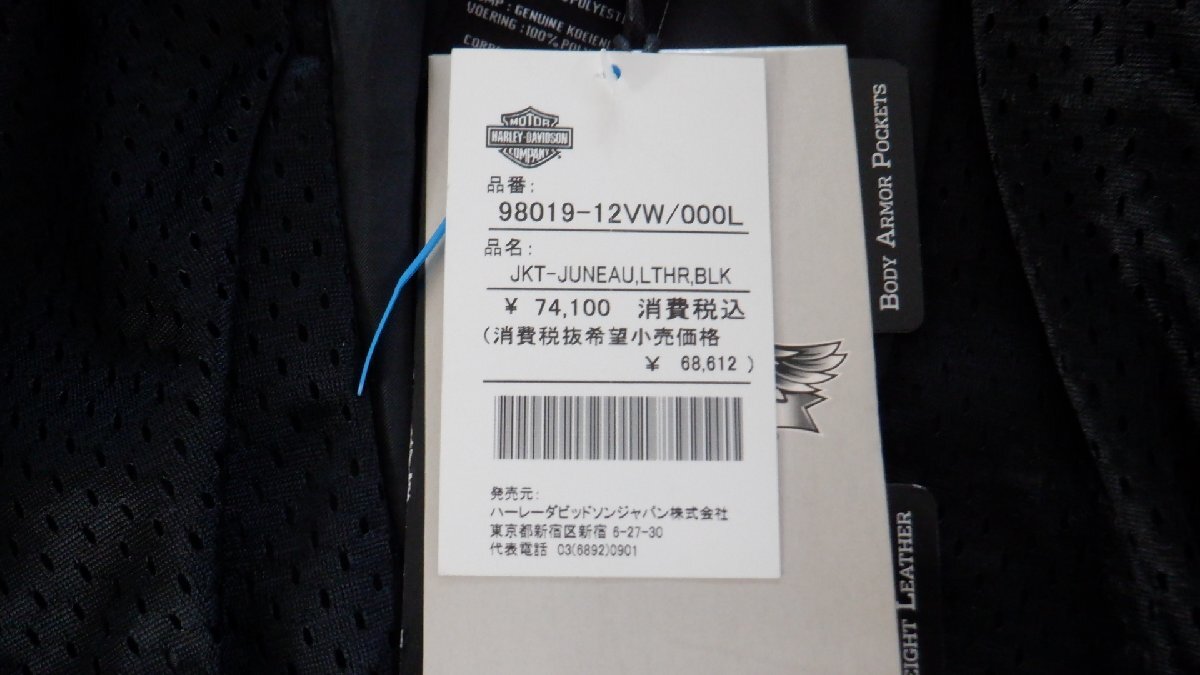 POLYEST
: GENUINE KOEIEN
VOERING : 100% POL
MOTOR
HARLEY-DAVIDSON
COMPANY
品番:
98019-12VW/000L
品名:
JKT-JUNEAU,LTHR,BLK
¥ 74,100 消費税込
(消費税抜希望小売価格
¥ 68,612 )
発売元:
ハーレーダビッドソンジャパン株式会社
東京都新宿区新宿 6-27-30
代表電話 03(6892)0901
BODY ARMOR POCKETS
EIGHT LEATHER